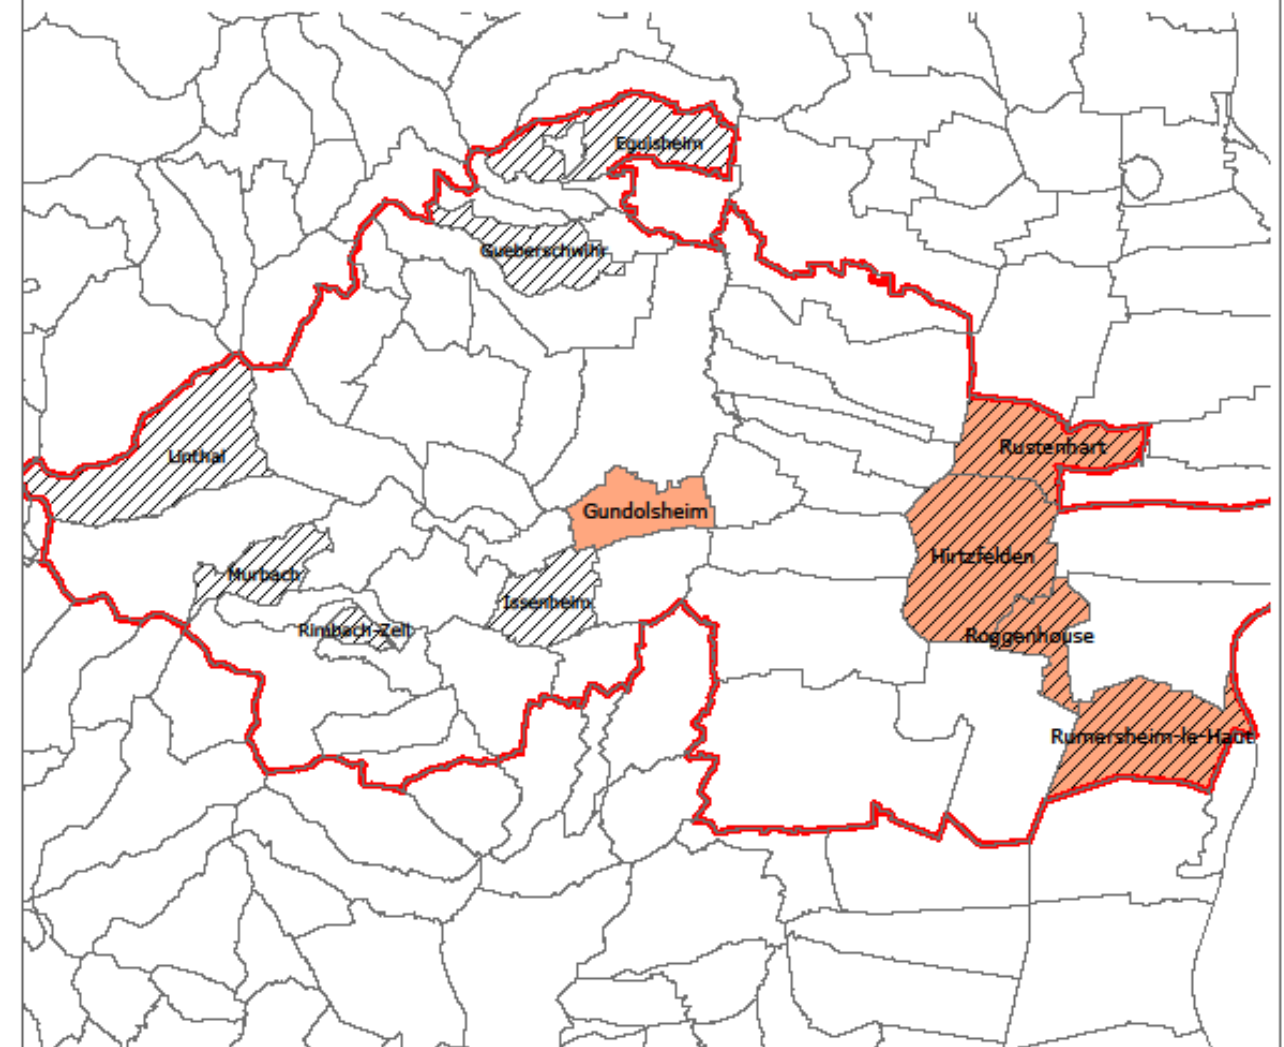 Eguisheim
Gueberschwihr
Rustenhart
Linthal
Gundolsheim
Hirtzfelden
Murbach
Issenheim
Rimbach-Zell
Roggenhouse
Rumersheim-le-Haut